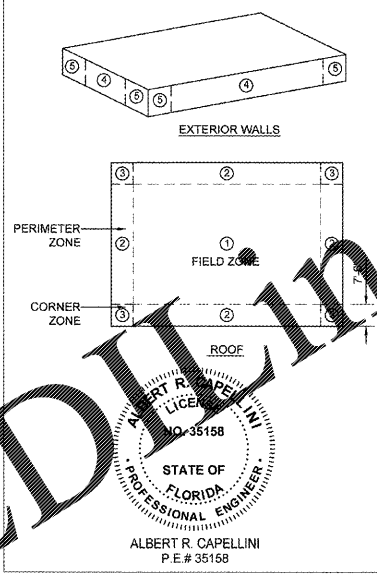 5 4 5 5 4 5
EXTERIOR WALLS
3 2 3
PERIMETER
ZONE
2 1 2
FIELD ZONE
CORNER
ZONE
3 2 3
ROOF
ALBERT R. CAPELLINI
LICENSE
NO. 35158
STATE OF
FLORIDA
PROFESSIONAL ENGINEER
ALBERT R. CAPELLINI
P.E.# 35158